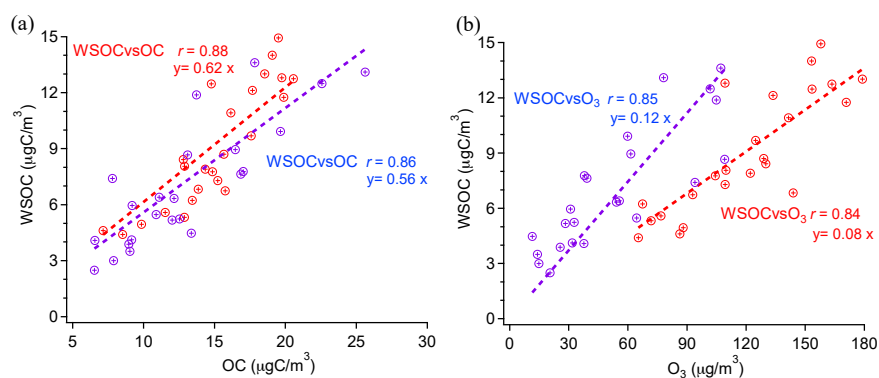 (a)
WSOCvsOC r = 0.88
y= 0.62 x
WSOCvsOC r = 0.86
y= 0.56 x
15
12
9
6
3
0
WSOC (μgC/m³)
5 10 15 20 25 30
OC (μgC/m³)
(b)
WSOCvsO₃ r = 0.85
y= 0.12 x
WSOCvsO₃ r = 0.84
y= 0.08 x
15
12
9
6
3
0
WSOC (μgC/m³)
0 30 60 90 120 150 180
O₃ (μg/m³)